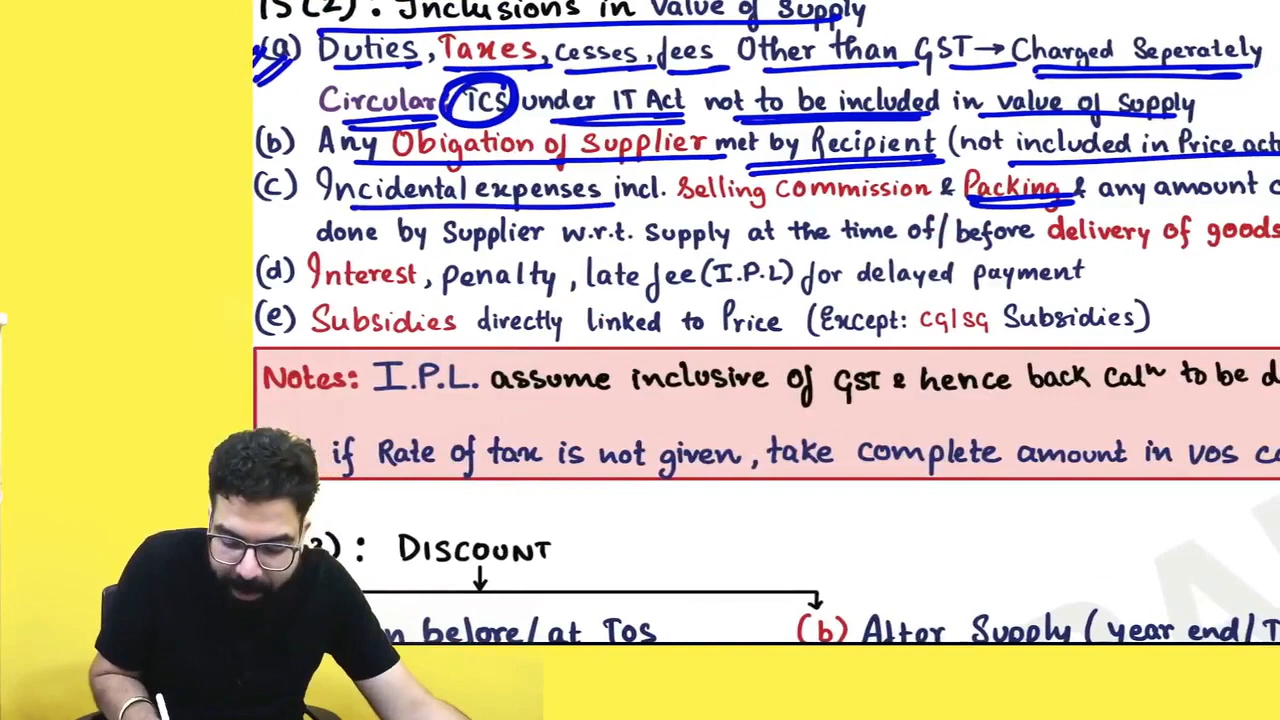 15(2) : Inclusions in Value of Supply
(a) Duties, Taxes, cesses, fees Other than GST → Charged Seperately
Circular: TCS under IT Act not to be included in value of Supply
(b) Any Obigation of Supplier met by Recipient (not included in Price act
(c) Incidental expenses incl. Selling Commission & Packing & any amount
done by Supplier w.r.t. Supply at the time of/before delivery of goods
(d) Interest, penalty, late fee (I.P.L) for delayed payment
(e) Subsidies directly linked to Price (Except: CG/SG Subsidies)
Notes: I.P.L. assume inclusive of GST & hence back Calⁿ to be d
if Rate of tax is not given, take complete amount in VOS
3) : DISCOUNT
n before/at TOS
(b) After Supply (year end/T